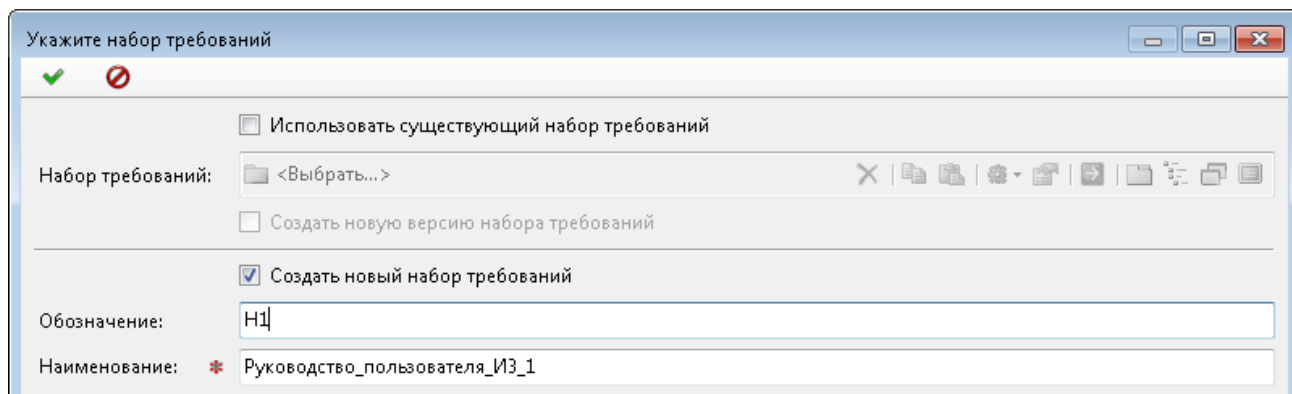 Укажите набор требований
Использовать существующий набор требований
Набор требований: <Выбрать...>
Создать новую версию набора требований
Создать новый набор требований
Обозначение: Н1
Наименование: * Руководство_пользователя_ИЗ_1